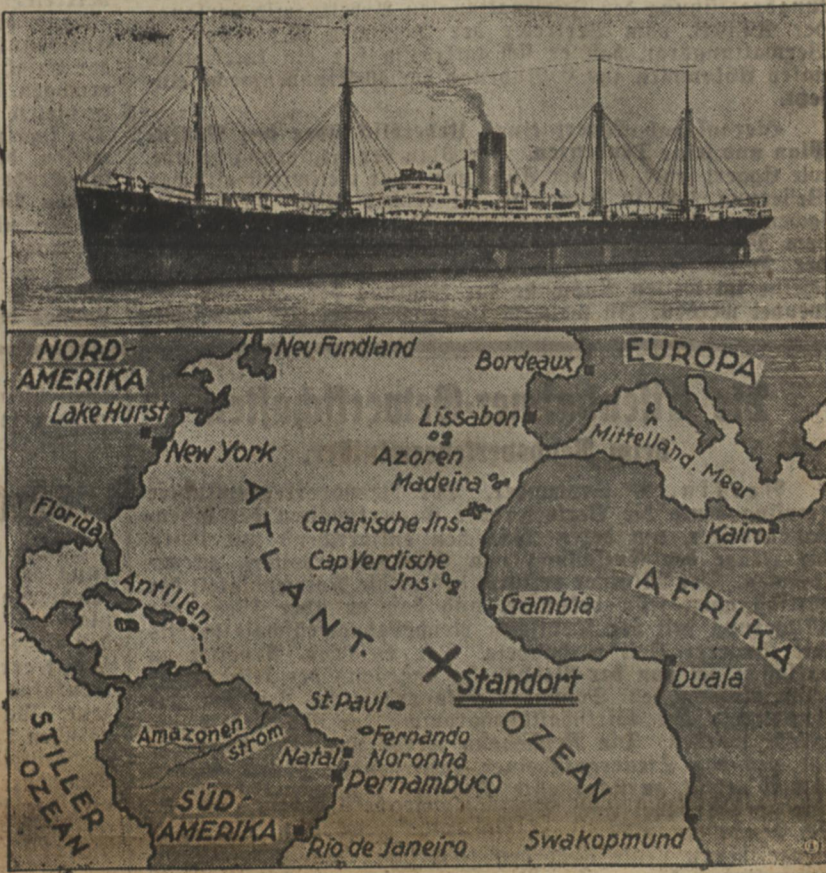 NORD-
AMERIKA
Neu Fundland
Bordeaux
EUROPA
Lake Hurst
New York
Lissabon
Azoren
Madeira
Mittelländ. Meer
Florida
Canarische Jns.
Kairo
ATLANT.
Cap Verdische
Jns.
Antillen
Gambia
AFRIKA
Standort
Duala
St. Paul
OZEAN
Amazonen
strom
Fernando
Noronha
Natal
Pernambuco
STILLER
OZEAN
SÜD-
AMERIKA
Rio de Janeiro
Swakopmund